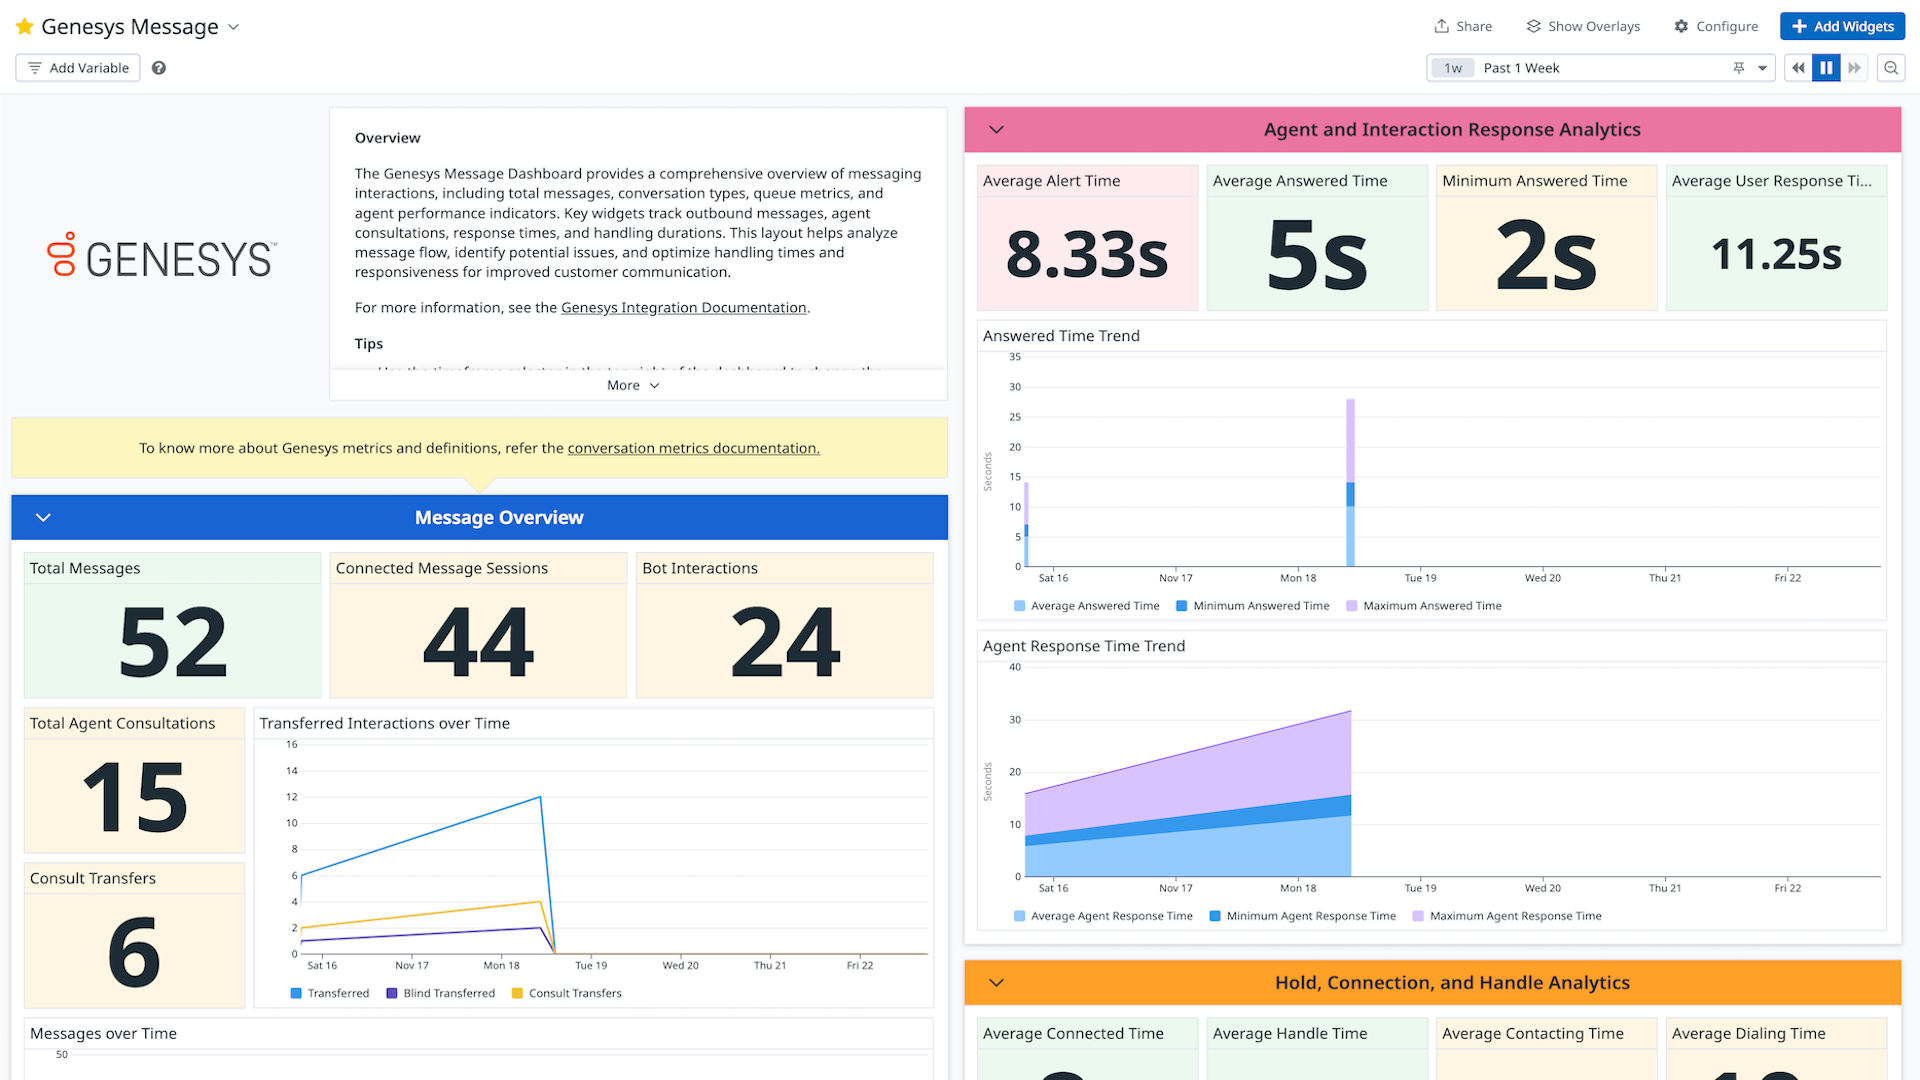 Genesys Message
Share
Show Overlays
Configure
Add Widgets
Add Variable
1w Past 1 Week
Overview
The Genesys Message Dashboard provides a comprehensive overview of messaging
interactions, including total messages, conversation types, queue metrics, and
agent performance indicators. Key widgets track outbound messages, agent
consultations, response times, and handling durations. This layout helps analyze
message flow, identify potential issues, and optimize handling times and
responsiveness for improved customer communication.
For more information, see the Genesys Integration Documentation.
Tips
More
GENESYS™
To know more about Genesys metrics and definitions, refer the conversation metrics documentation.
Message Overview
Total Messages
52
Connected Message Sessions
44
Bot Interactions
24
Total Agent Consultations
15
Consult Transfers
6
Transferred Interactions over Time
16
14
12
10
8
6
4
2
0
Sat 16 Nov 17 Mon 18 Tue 19 Wed 20 Thu 21 Fri 22
Transferred Blind Transferred Consult Transfers
Messages over Time
50
Agent and Interaction Response Analytics
Average Alert Time
8.33s
Average Answered Time
5s
Minimum Answered Time
2s
Average User Response Ti...
11.25s
Answered Time Trend
Seconds
35
30
25
20
15
10
5
0
Sat 16 Nov 17 Mon 18 Tue 19 Wed 20 Thu 21 Fri 22
Average Answered Time Minimum Answered Time Maximum Answered Time
Agent Response Time Trend
Seconds
40
30
20
10
0
Sat 16 Nov 17 Mon 18 Tue 19 Wed 20 Thu 21 Fri 22
Average Agent Response Time Minimum Agent Response Time Maximum Agent Response Time
Hold, Connection, and Handle Analytics
Average Connected Time
Average Handle Time
Average Contacting Time
Average Dialing Time